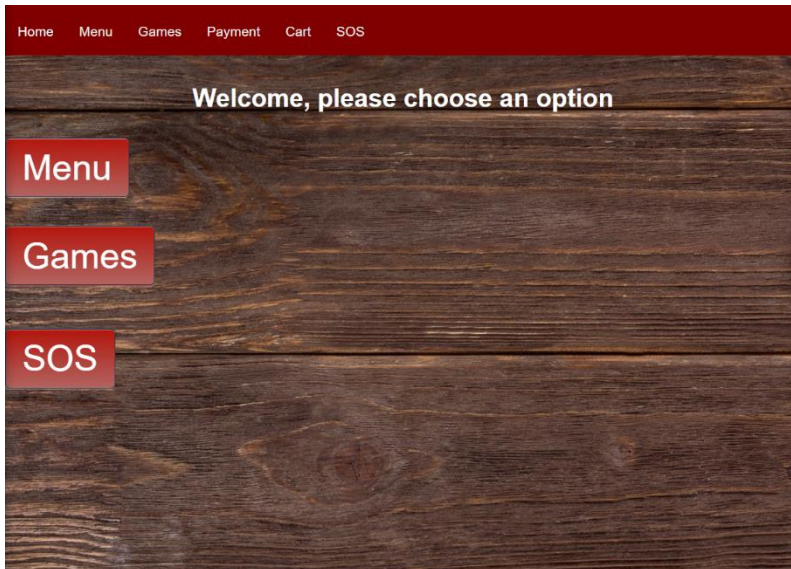 Home Menu Games Payment Cart SOS
Welcome, please choose an option
Menu
Games
SOS